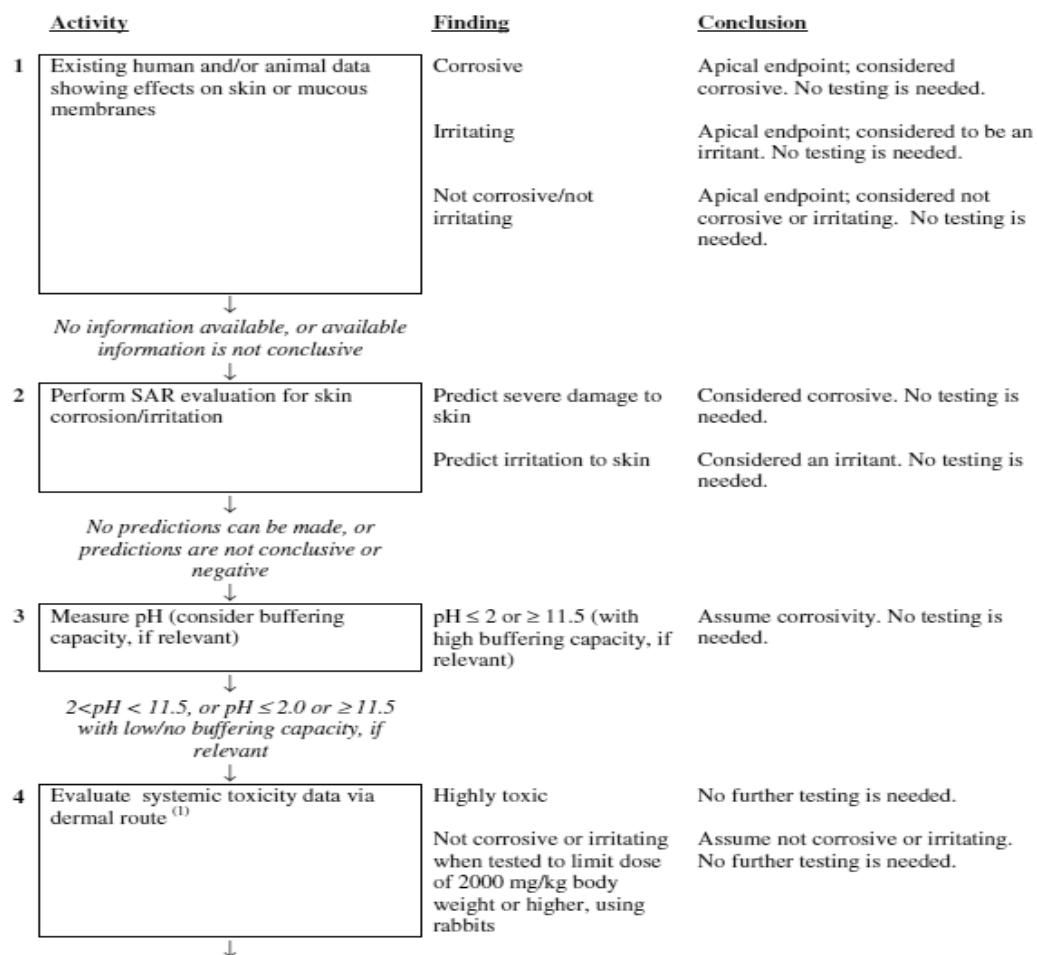 Activity Finding Conclusion
1 Existing human and/or animal data Corrosive Apical endpoint; considered
showing effects on skin or mucous corrosive. No testing is needed.
membranes
Irritating Apical endpoint; considered to be an
irritant. No testing is needed.
Not corrosive/not Apical endpoint; considered not
irritating corrosive or irritating. No testing is
needed.
↓
No information available, or available
information is not conclusive
↓
2 Perform SAR evaluation for skin Predict severe damage to Considered corrosive. No testing is
corrosion/irritation skin needed.
Predict irritation to skin Considered an irritant. No testing is
needed.
↓
No predictions can be made, or
predictions are not conclusive or
negative
↓
3 Measure pH (consider buffering pH ≤ 2 or ≥ 11.5 (with Assume corrosivity. No testing is
capacity, if relevant) high buffering capacity, if needed.
relevant)
↓
2<pH < 11.5, or pH ≤ 2.0 or ≥ 11.5
with low/no buffering capacity, if
relevant
↓
4 Evaluate systemic toxicity data via Highly toxic No further testing is needed.
dermal route (1)
Not corrosive or irritating Assume not corrosive or irritating.
when tested to limit dose No further testing is needed.
of 2000 mg/kg body
weight or higher, using
rabbits
↓